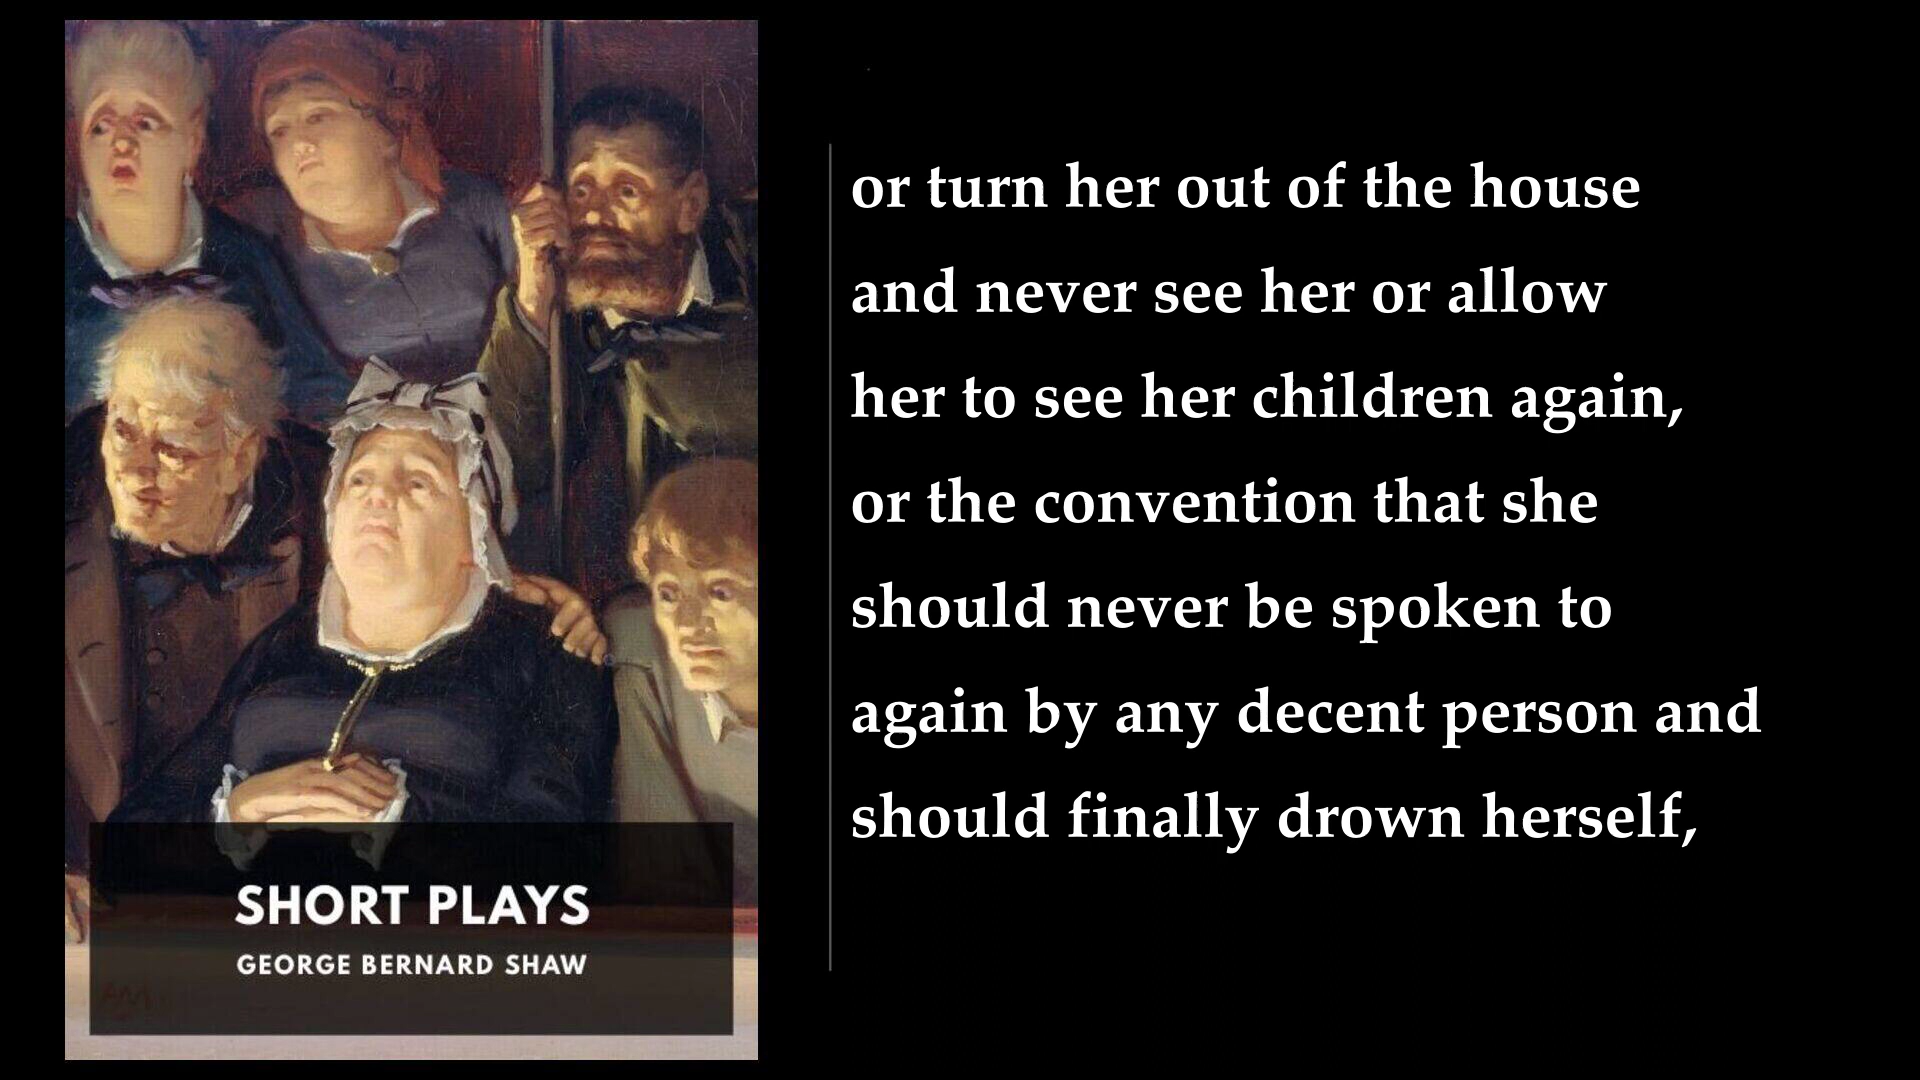 or turn her out of the house
and never see her or allow
her to see her children again,
or the convention that she
should never be spoken to
again by any decent person and
should finally drown herself,
SHORT PLAYS
GEORGE BERNARD SHAW